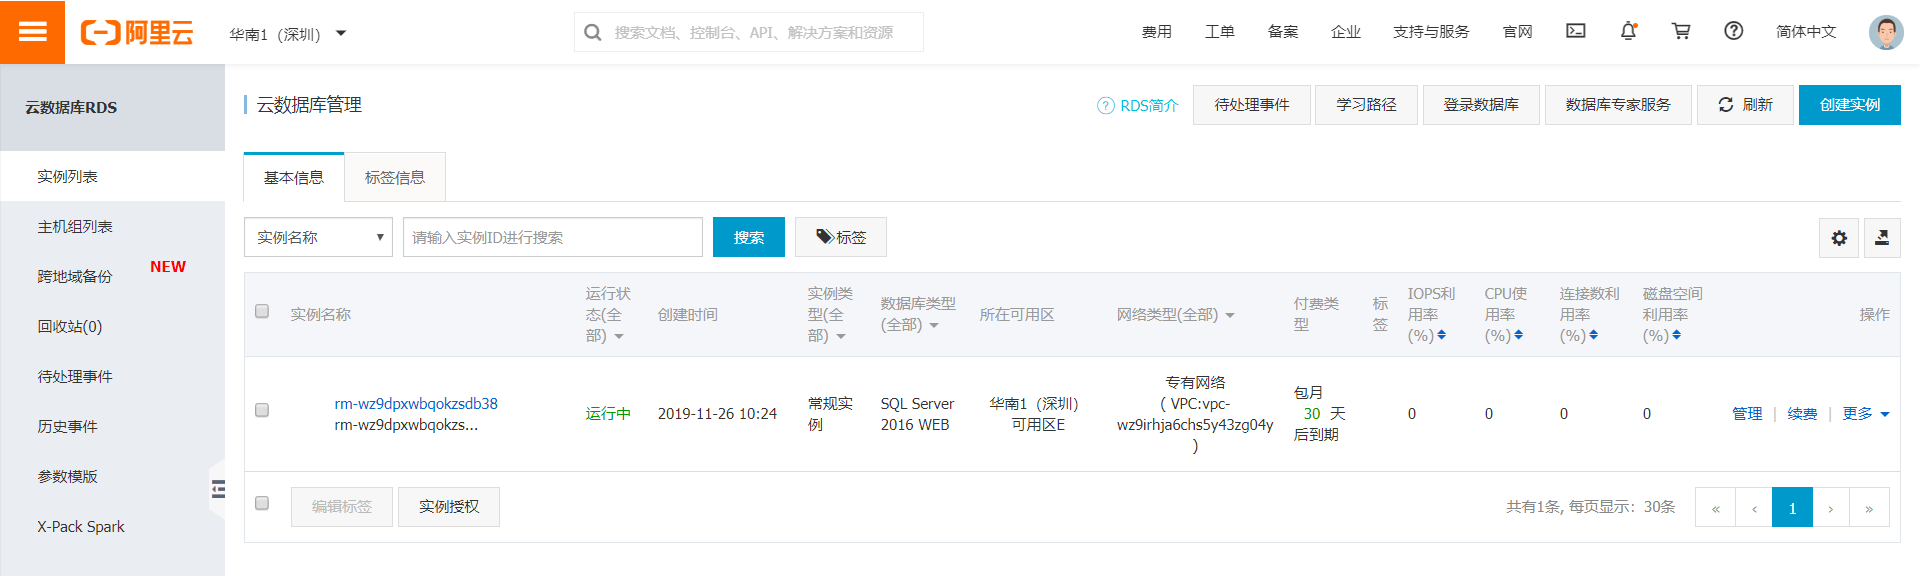 阿里云
华南1（深圳）
搜索文档、控制台、API、解决方案和资源
费用 工单 备案 企业 支持与服务 官网 简体中文
云数据库RDS
实例列表
主机组列表
跨地域备份 NEW
回收站(0)
待处理事件
历史事件
参数模版
X-Pack Spark
云数据库管理
RDS简介 待处理事件 学习路径 登录数据库 数据库专家服务 刷新 创建实例
基本信息 标签信息
实例名称 请输入实例ID进行搜索 搜索 标签
实例名称
运行状
态(全
部)
创建时间
实例类
型(全
部)
数据库类型
(全部)
所在可用区
网络类型(全部)
付费类
型
标
签
IOPS利
用率
(%)
CPU使
用率
(%)
连接数利
用率
(%)
磁盘空间
利用率
(%)
操作
rm-wz9dpxwbqokzsdb38
rm-wz9dpxwbqokzs...
运行中
2019-11-26 10:24
常规实
例
SQL Server
2016 WEB
华南1（深圳）
可用区E
专有网络
( VPC:vpc-
wz9irhja6chs5y43zg04y
)
包月
30 天
后到期
0
0
0
0
管理 | 续费 | 更多
编辑标签 实例授权
共有1条, 每页显示：30条 « ‹ 1 › »